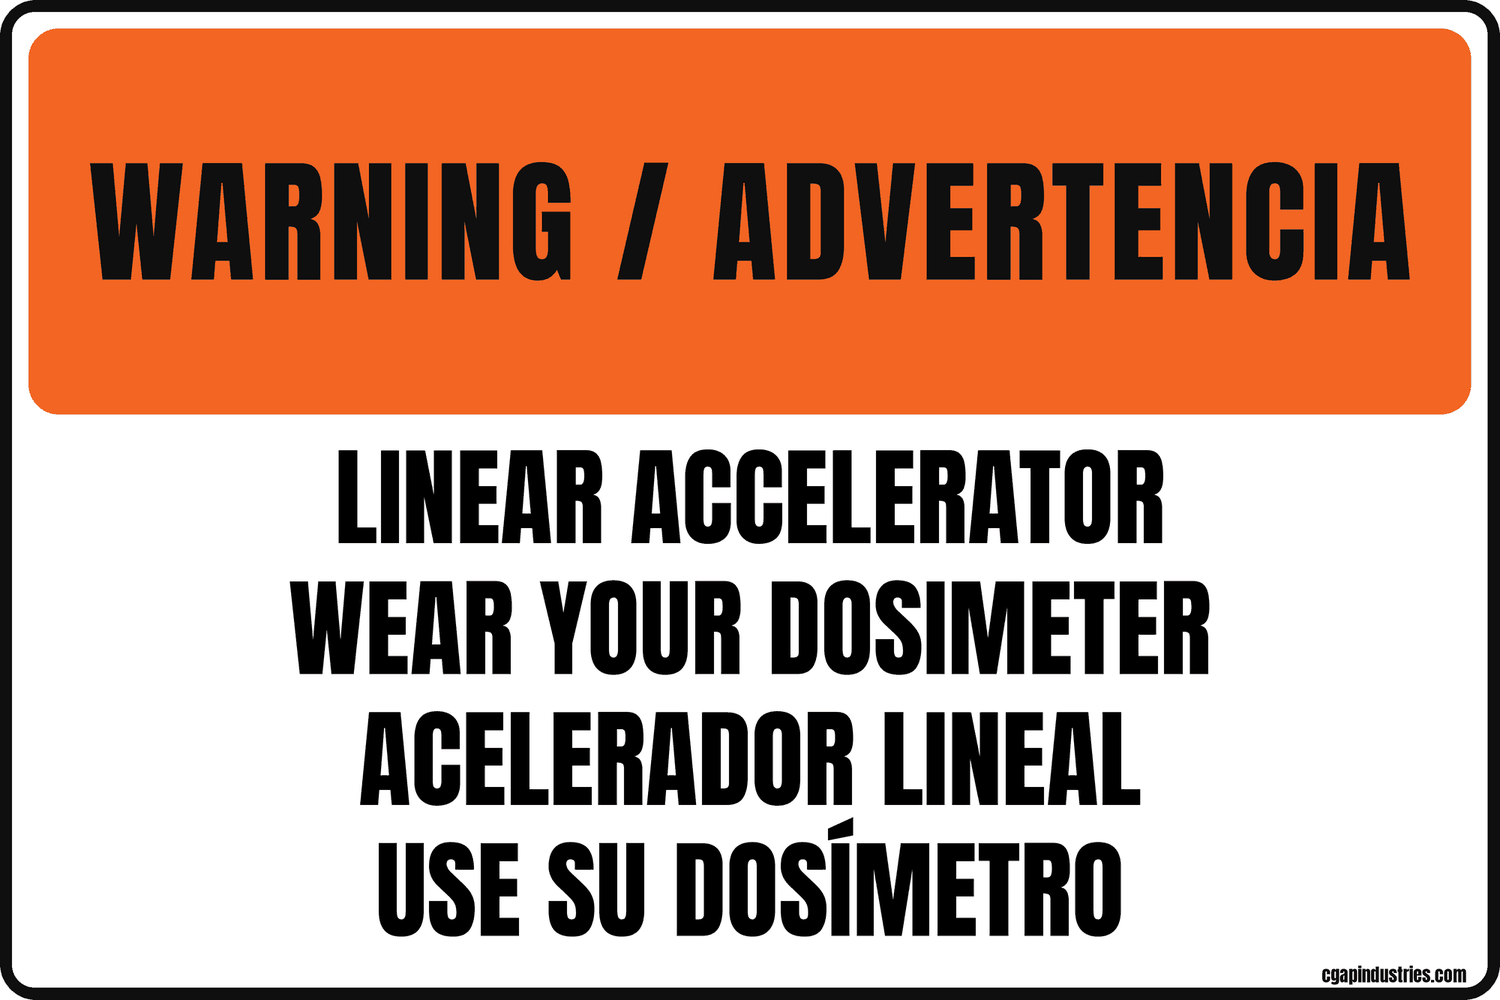 WARNING / ADVERTENCIA
LINEAR ACCELERATOR
WEAR YOUR DOSIMETER
ACELERADOR LINEAL
USE SU DOSÍMETRO
cgapindustries.com